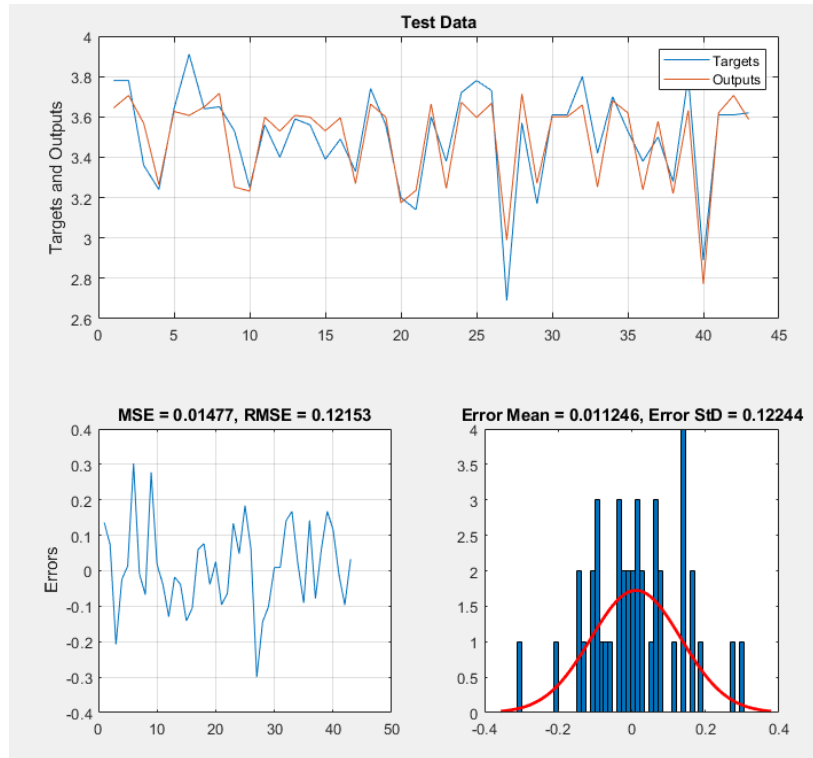 Test Data
4
3.8
3.6
3.4
3.2
3
2.8
2.6
Targets and Outputs
Targets
Outputs
0 5 10 15 20 25 30 35 40 45
MSE = 0.01477, RMSE = 0.12153
0.4
0.3
0.2
0.1
0
-0.1
-0.2
-0.3
-0.4
Errors
0 10 20 30 40 50
Error Mean = 0.011246, Error StD = 0.12244
4
3.5
3
2.5
2
1.5
1
0.5
0
-0.4 -0.2 0 0.2 0.4